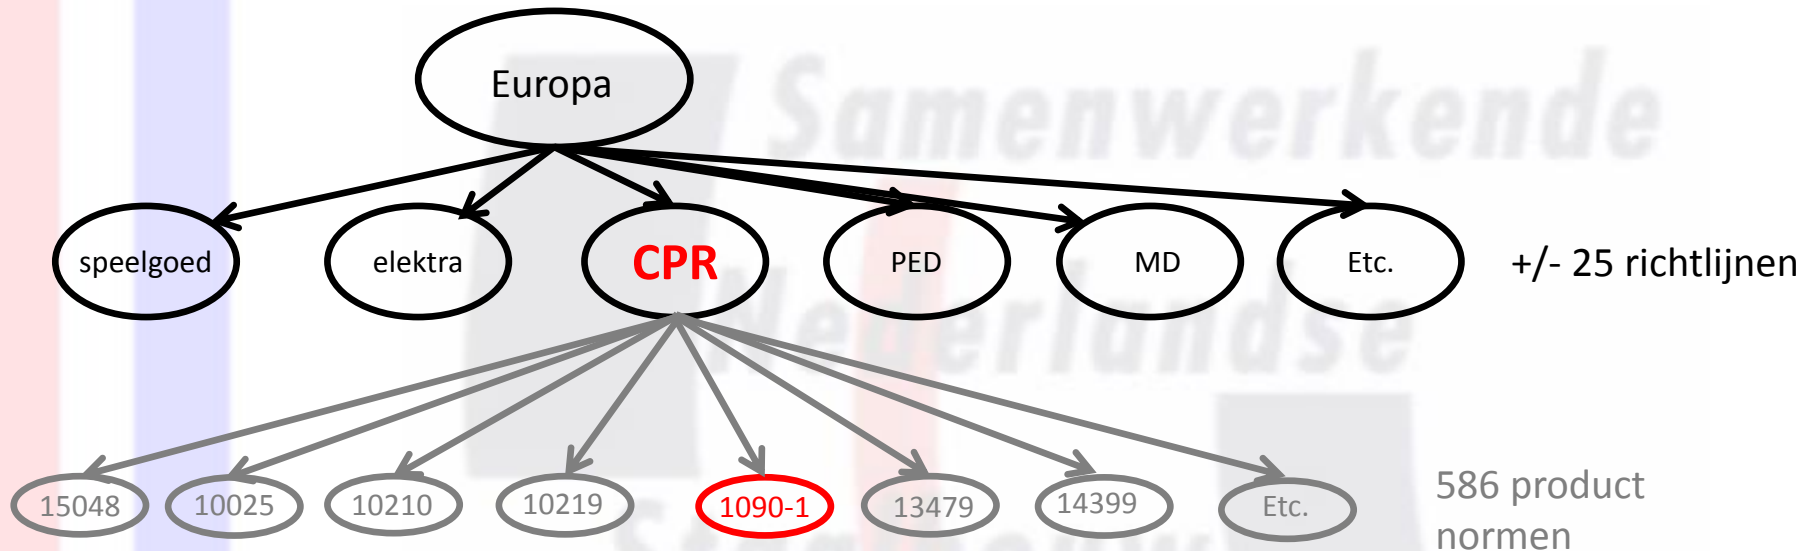 Europa
Samenwerkende
speelgoed
elektra
CPR
PED
MD
Etc.
+/- 25 richtlijnen
Nederlandse
15048
10025
10210
10219
1090-1
13479
14399
Etc.
586 product
normen